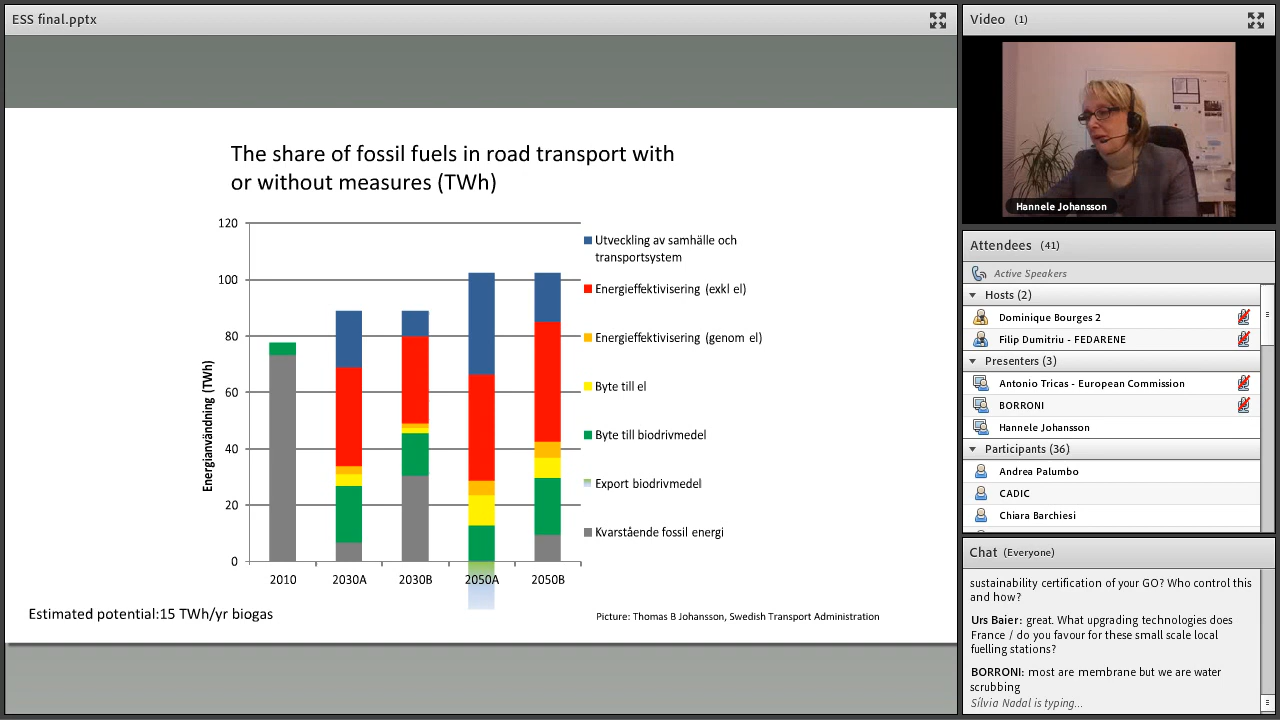 ESS final.pptx
The share of fossil fuels in road transport with
or without measures (TWh)
Energianvändning (TWh)
120
100
80
60
40
20
0
2010
2030A
2030B
2050A
2050B
Utveckling av samhälle och
transportsystem
Energieffektivisering (exkl el)
Energieffektivisering (genom el)
Byte till el
Byte till biodrivmedel
Export biodrivmedel
Kvarstående fossil energi
Estimated potential:15 TWh/yr biogas
Picture: Thomas B Johansson, Swedish Transport Administration
Video (1)
Hannele Johansson
Attendees (41)
Active Speakers
Hosts (2)
Dominique Bourges 2
Filip Dumitriu - FEDARENE
Presenters (3)
Antonio Tricas - European Commission
BORRONI
Hannele Johansson
Participants (36)
Andrea Palumbo
CADIC
Chiara Barchiesi
Chat (Everyone)
sustainability certification of your GO? Who control this
and how?
Urs Baier: great. What upgrading technologies does
France / do you favour for these small scale local
fuelling stations?
BORRONI: most are membrane but we are water
scrubbing
Sílvia Nadal is typing...